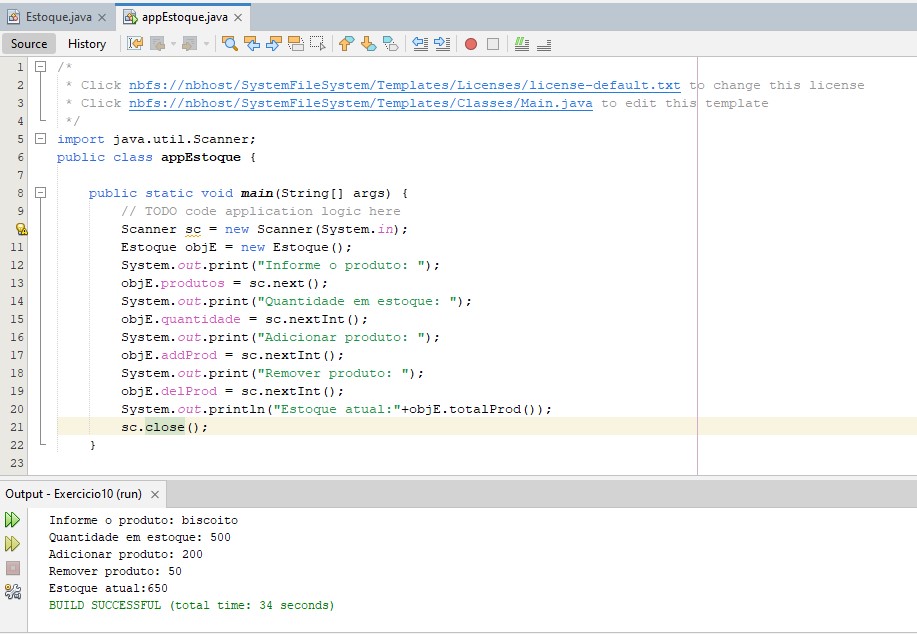 Estoque.java appEstoque.java
Source History
1 /*
2 * Click nbfs://nbhost/SystemFileSystem/Templates/Licenses/license-default.txt to change this license
3 * Click nbfs://nbhost/SystemFileSystem/Templates/Classes/Main.java to edit this template
4 */
5 import java.util.Scanner;
6 public class appEstoque {
7
8 public static void main(String[] args) {
9 // TODO code application logic here
Scanner sc = new Scanner(System.in);
11 Estoque objE = new Estoque();
12 System.out.print("Informe o produto: ");
13 objE.produtos = sc.next();
14 System.out.print("Quantidade em estoque: ");
15 objE.quantidade = sc.nextInt();
16 System.out.print("Adicionar produto: ");
17 objE.addProd = sc.nextInt();
18 System.out.print("Remover produto: ");
19 objE.delProd = sc.nextInt();
20 System.out.println("Estoque atual:"+objE.totalProd());
21 sc.close();
22 }
23
Output - Exercicio10 (run)
Informe o produto: biscoito
Quantidade em estoque: 500
Adicionar produto: 200
Remover produto: 50
Estoque atual:650
BUILD SUCCESSFUL (total time: 34 seconds)